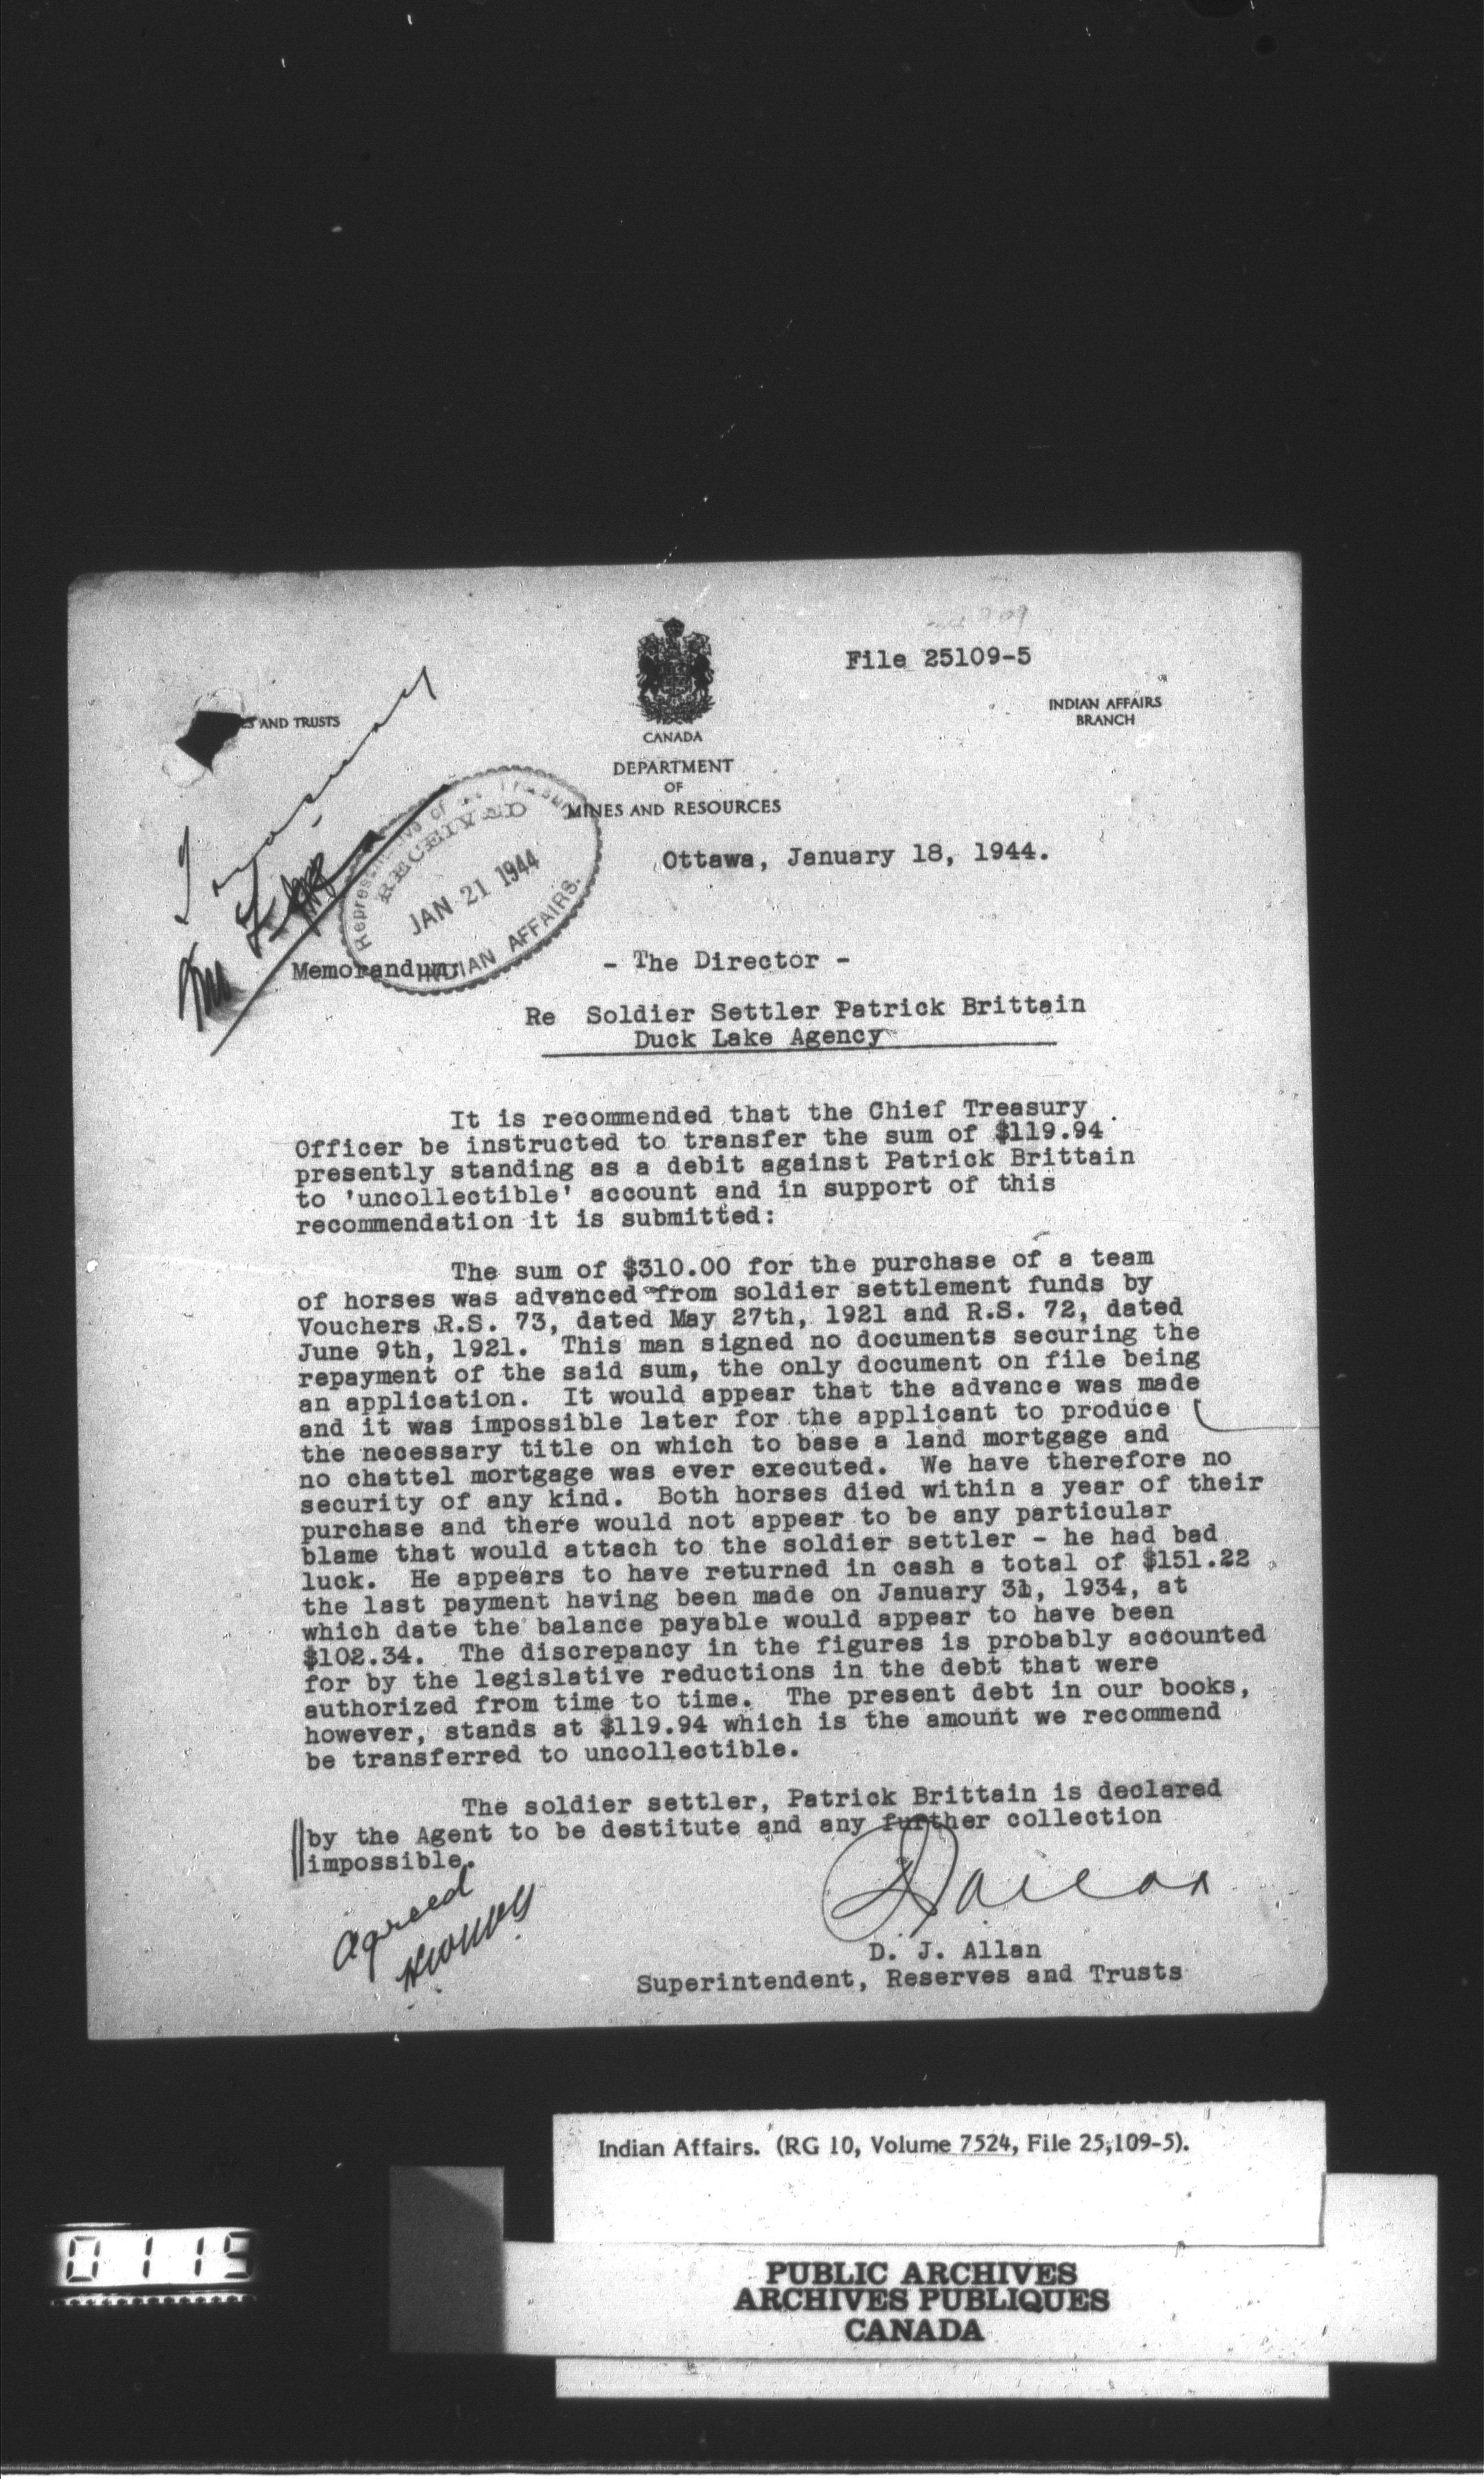 File 25109-5
ES AND TRUSTS
INDIAN AFFAIRS
BRANCH
CANADA
DEPARTMENT
OF
MINES AND RESOURCES
RECEIVED
JAN 21 1944
INDIAN AFFAIRS.
Ottawa, January 18, 1944.
Memorandum:
- The Director -
Re Soldier Settler Patrick Brittain
Duck Lake Agency
It is recommended that the Chief Treasury
Officer be instructed to transfer the sum of $119.94
presently standing as a debit against Patrick Brittain
to 'uncollectible' account and in support of this
recommendation it is submitted:
The sum of $310.00 for the purchase of a team
of horses was advanced from soldier settlement funds by
Vouchers R.S. 73, dated May 27th, 1921 and R.S. 72, dated
June 9th, 1921. This man signed no documents securing the
repayment of the said sum, the only document on file being
an application. It would appear that the advance was made
and it was impossible later for the applicant to produce
the necessary title on which to base a land mortgage and
no chattel mortgage was ever executed. We have therefore no
security of any kind. Both horses died within a year of their
purchase and there would not appear to be any particular
blame that would attach to the soldier settler - he had bad
luck. He appears to have returned in cash a total of $151.22
the last payment having been made on January 31, 1934, at
which date the balance payable would appear to have been
$102.34. The discrepancy in the figures is probably accounted
for by the legislative reductions in the debt that were
authorized from time to time. The present debt in our books,
however, stands at $119.94 which is the amount we recommend
be transferred to uncollectible.
The soldier settler, Patrick Brittain is declared
by the Agent to be destitute and any further collection
impossible.
Agreed
D. J. Allan
Superintendent, Reserves and Trusts
Indian Affairs. (RG 10, Volume 7524, File 25,109-5).
0115
PUBLIC ARCHIVES
ARCHIVES PUBLIQUES
CANADA